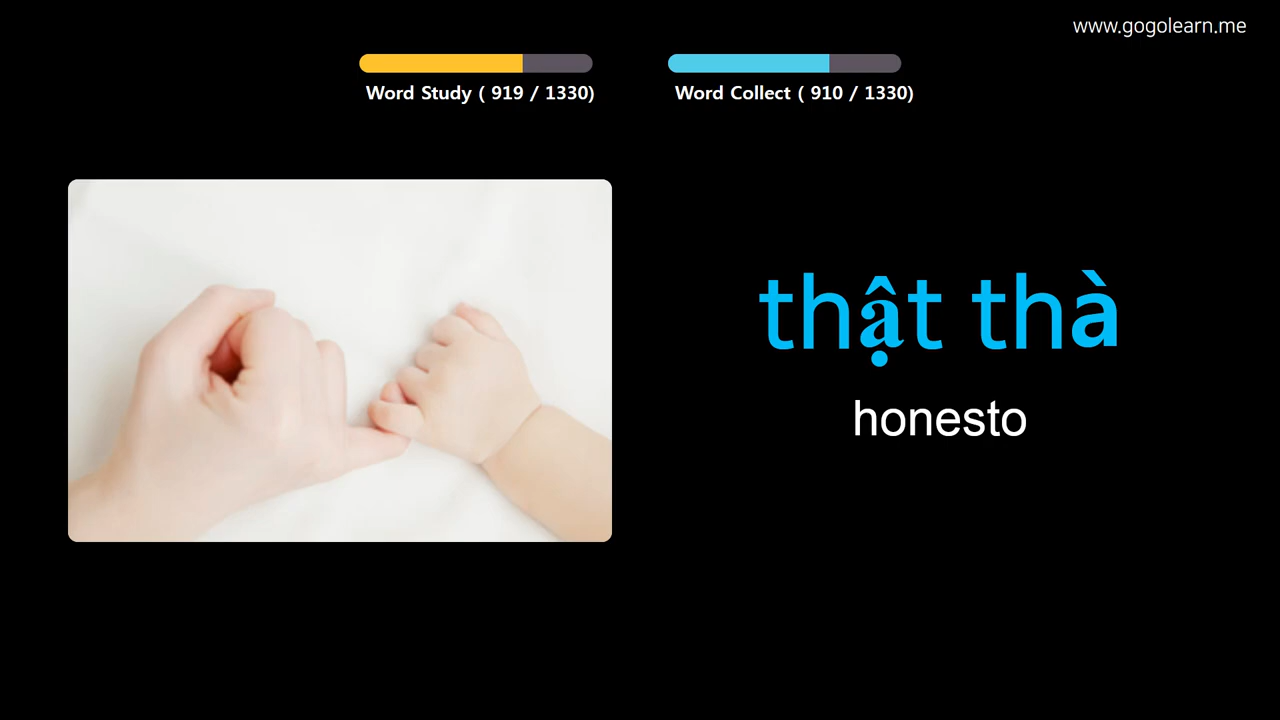 www.gogolearn.me
Word Study ( 919 / 1330)
Word Collect ( 910 / 1330)
thật thà
honesto